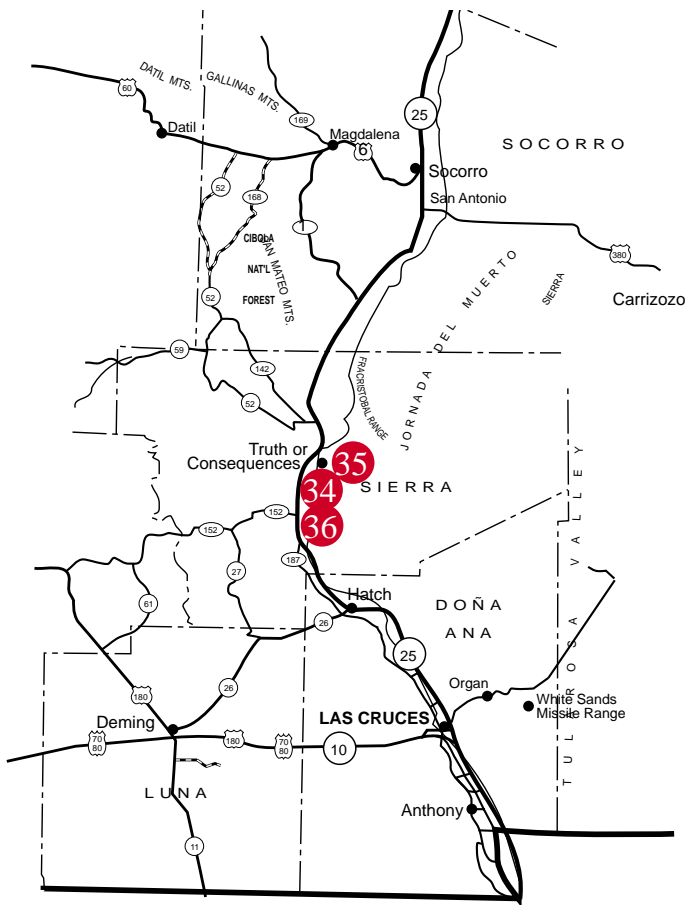 DATIL MTS.
GALLINAS MTS.
60
25
169
Datil
Magdalena
6
SOCORRO
Socorro
52
168
San Antonio
1
CIBOLA
NAT'L
FOREST
SAN MATEO MTS.
380
JORNADA DEL MUERTO
SIERRA
Carrizozo
52
59
142
FRACRISTOBAL RANGE
52
Truth or
Consequences
35
34
SIERRA
36
152
152
187
27
61
Hatch
DOÑA
ANA
26
25
TULAROSA VALLEY
26
180
Organ
White Sands
Missile Range
Deming
LAS CRUCES
70
80
180
70
80
10
LUNA
Anthony
11